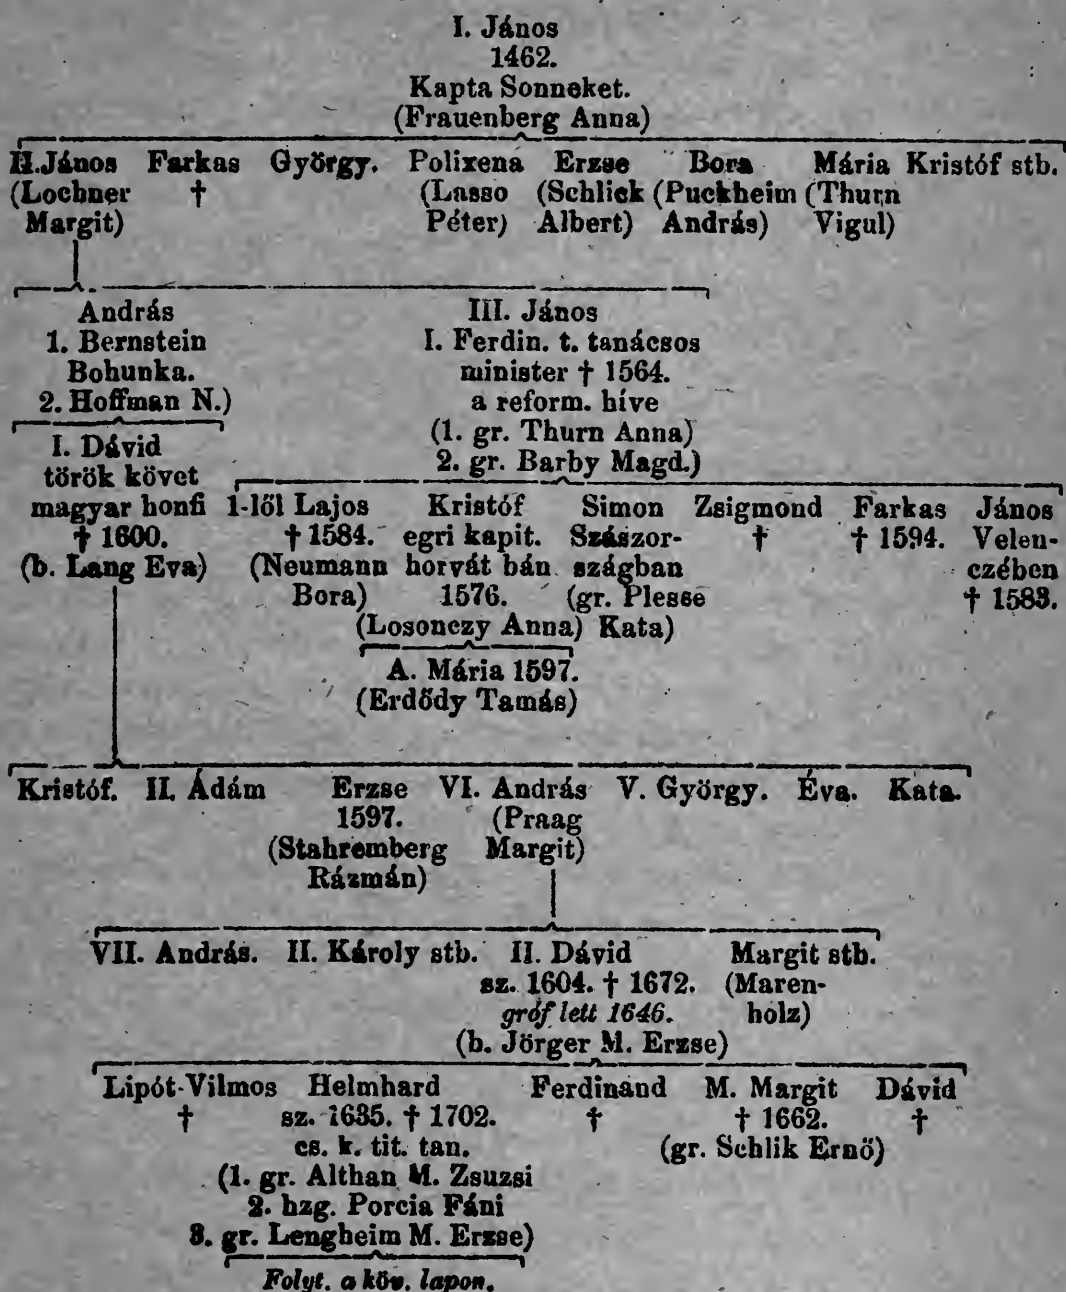 I. János
1462.
Kapta Sonneket.
(Frauenberg Anna)
II.János Farkas György. Polixena Erzse Bora Mária Kristóf stb.
(Lochner † (Lasso (Schlick (Puckheim (Thurn
Margit) Péter) Albert) András) Vigul)
András III. János
1. Bernstein I. Ferdin. t. tanácsos
Bohunka. minister † 1564.
2. Hoffman N.) a reform. híve
I. Dávid (1. gr. Thurn Anna)
török követ 2. gr. Barby Magd.)
magyar honfi 1-től Lajos Kristóf Simon Zsigmond Farkas János
† 1600. † 1584. egri kapit. Szászor- † † 1594. Velen-
(b. Lang Eva) (Neumann horvát bán szágban czében
Bora) 1576. (gr. Plesse † 1583.
(Losonczy Anna) Kata)
A. Mária 1597.
(Erdődy Tamás)
Kristóf. II. Ádám Erzse VI. András V. György. Éva. Kata.
1597. (Praag
(Stahremberg Margit)
Rázmán)
VII. András. II. Károly stb. II. Dávid Margit stb.
sz. 1604. † 1672. (Maren-
gróf lett 1646. holz)
(b. Jörger M. Erzse)
Lipót-Vilmos Helmhard Ferdinand M. Margit Dávid
† sz. 1635. † 1702. † † 1662. †
cs. k. tit. tan. (gr. Schlik Ernő)
(1. gr. Althan M. Zsuzsi
2. hzg. Porcia Fáni
3. gr. Lengheim M. Erzse)
Folyt. a köv. lapon.